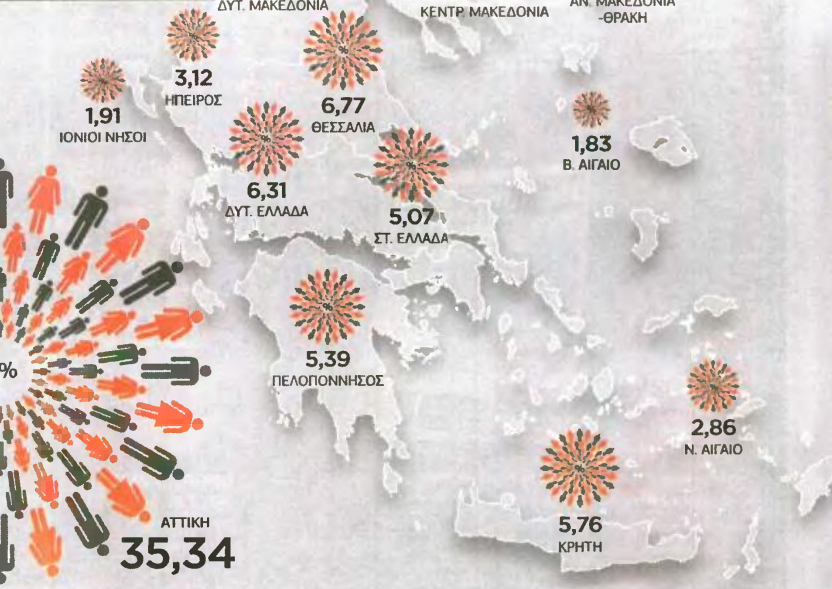 ΔΥΤ. ΜΑΚΕΔΟΝΙΑ
ΚΕΝΤΡ. ΜΑΚΕΔΟΝΙΑ
ΑΝ. ΜΑΚΕΔΟΝΙΑ
-ΘΡΑΚΗ
%
3,12
ΗΠΕΙΡΟΣ
%
6,77
ΘΕΣΣΑΛΙΑ
%
1,91
ΙΟΝΙΟΙ ΝΗΣΟΙ
%
1,83
Β. ΑΙΓΑΙΟ
%
6,31
ΔΥΤ. ΕΛΛΑΔΑ
%
5,07
ΣΤ. ΕΛΛΑΔΑ
%
5,39
ΠΕΛΟΠΟΝΝΗΣΟΣ
%
2,86
Ν. ΑΙΓΑΙΟ
%
5,76
ΚΡΗΤΗ
%
ΑΤΤΙΚΗ
35,34